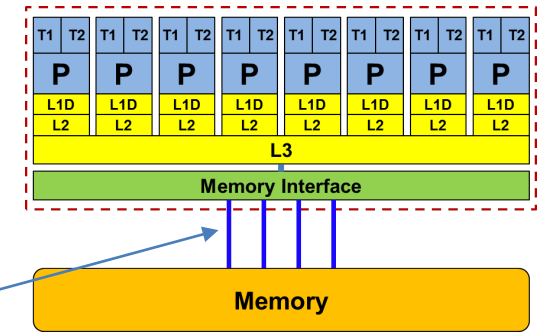 T1 T2 T1 T2 T1 T2 T1 T2 T1 T2 T1 T2 T1 T2 T1 T2
P P P P P P P P
L1D L1D L1D L1D L1D L1D L1D L1D
L2 L2 L2 L2 L2 L2 L2 L2
L3
Memory Interface
Memory